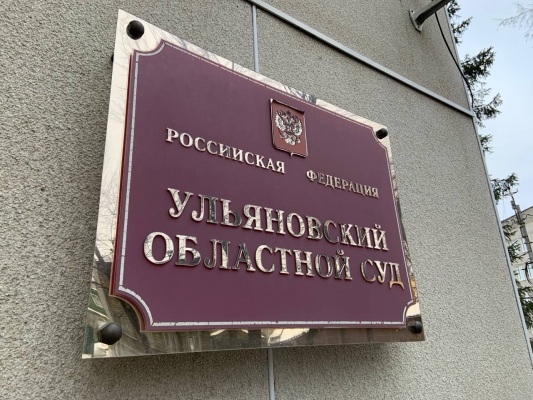 РОССИЙСКАЯ ФЕДЕРАЦИЯ
УЛЬЯНОВСКИЙ
ОБЛАСТНОЙ СУД